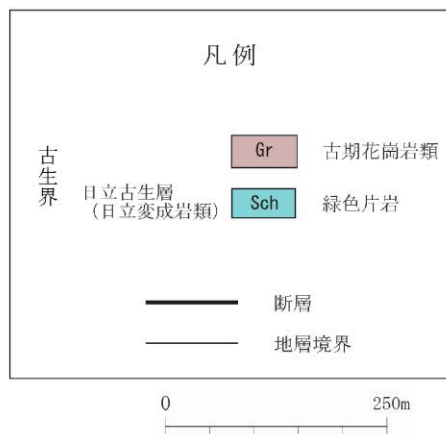 凡例
古生界
Gr 古期花崗岩類
日立古生層
（日立変成岩類）
Sch 緑色片岩
断層
地層境界
0 250m